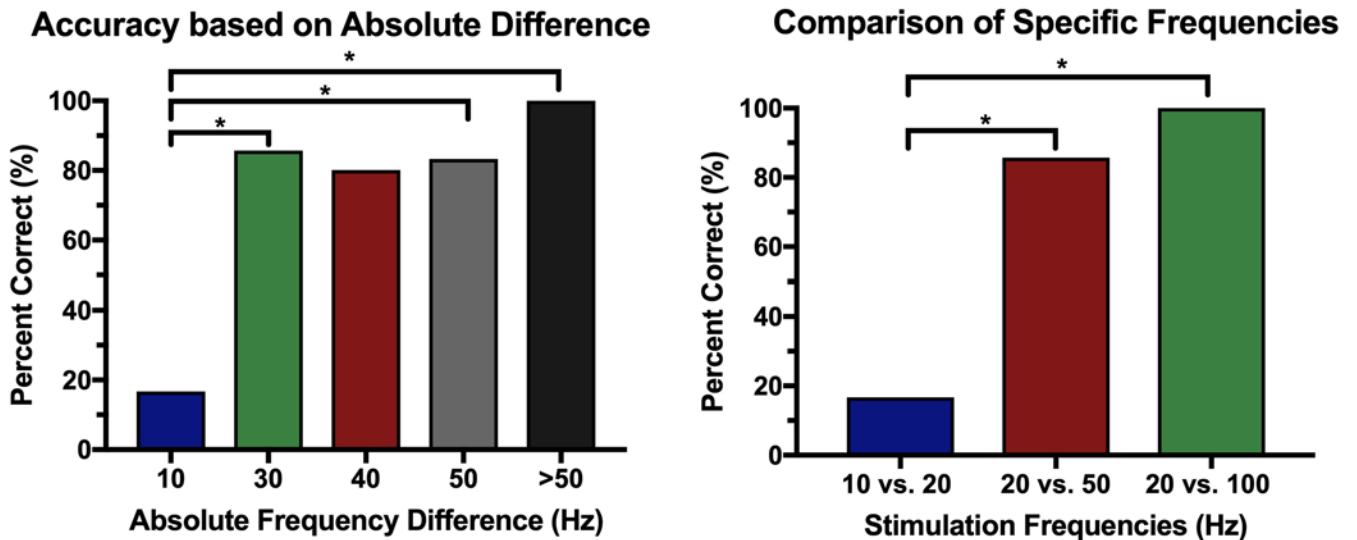 Accuracy based on Absolute Difference
*
*
*
Percent Correct (%)
100
80
60
40
20
0
10 30 40 50 >50
Absolute Frequency Difference (Hz)
Comparison of Specific Frequencies
*
*
Percent Correct (%)
100
80
60
40
20
0
10 vs. 20 20 vs. 50 20 vs. 100
Stimulation Frequencies (Hz)